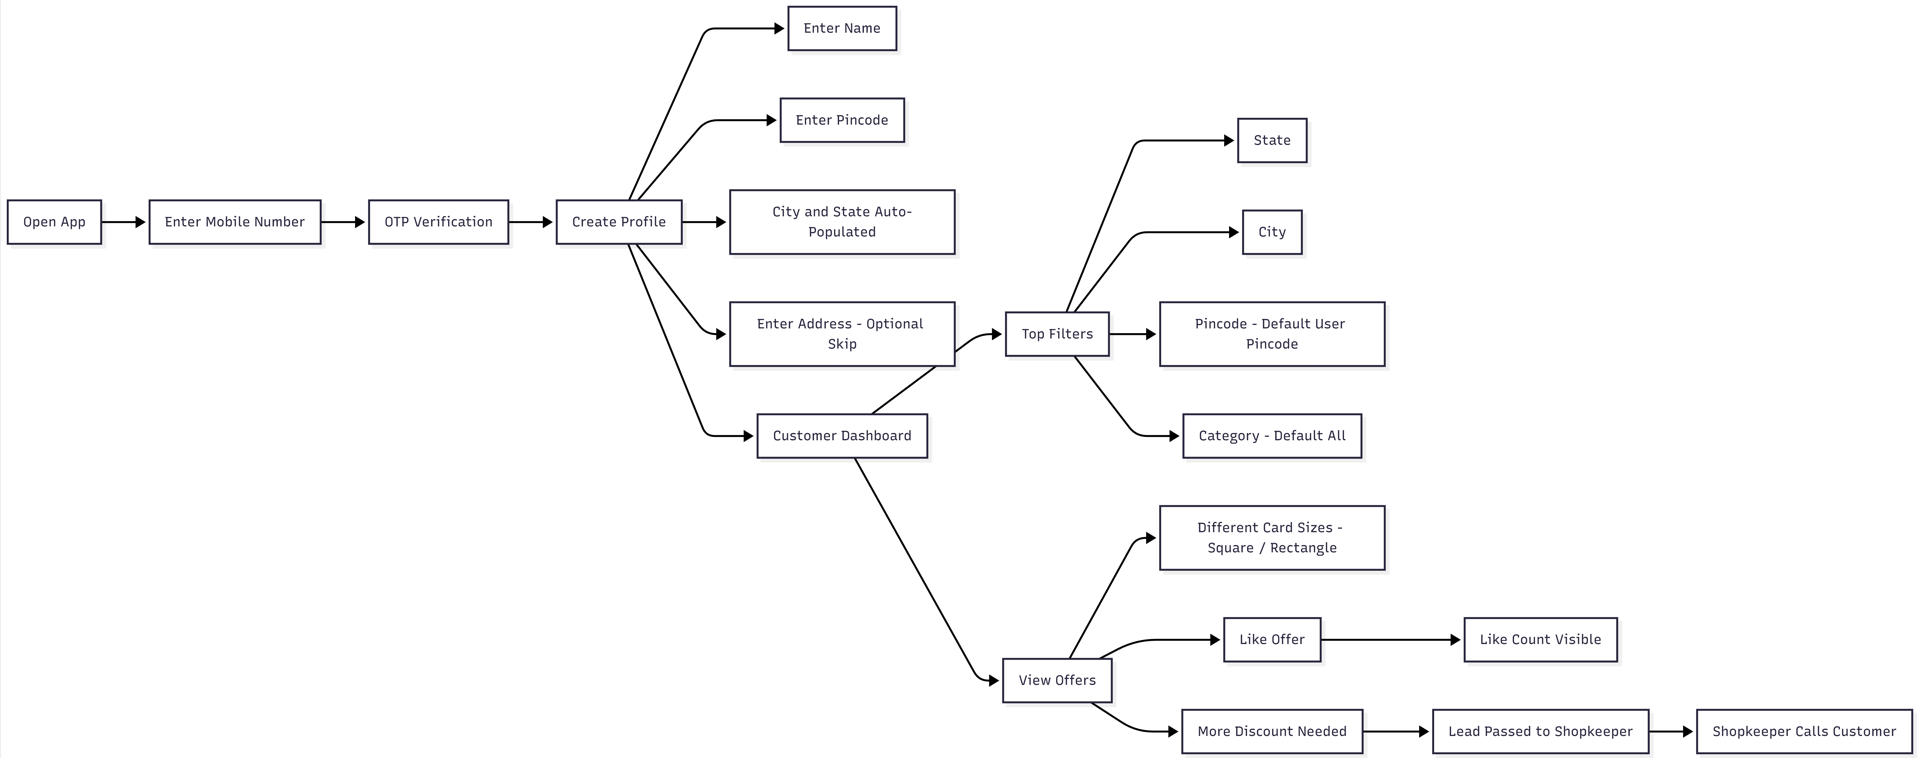 Enter Name
Enter Pincode
State
Open App
Enter Mobile Number
OTP Verification
Create Profile
City and State Auto-
Populated
City
Enter Address - Optional
Skip
Top Filters
Pincode - Default User
Pincode
Customer Dashboard
Category - Default All
Different Card Sizes -
Square / Rectangle
Like Offer
Like Count Visible
View Offers
More Discount Needed
Lead Passed to Shopkeeper
Shopkeeper Calls Customer